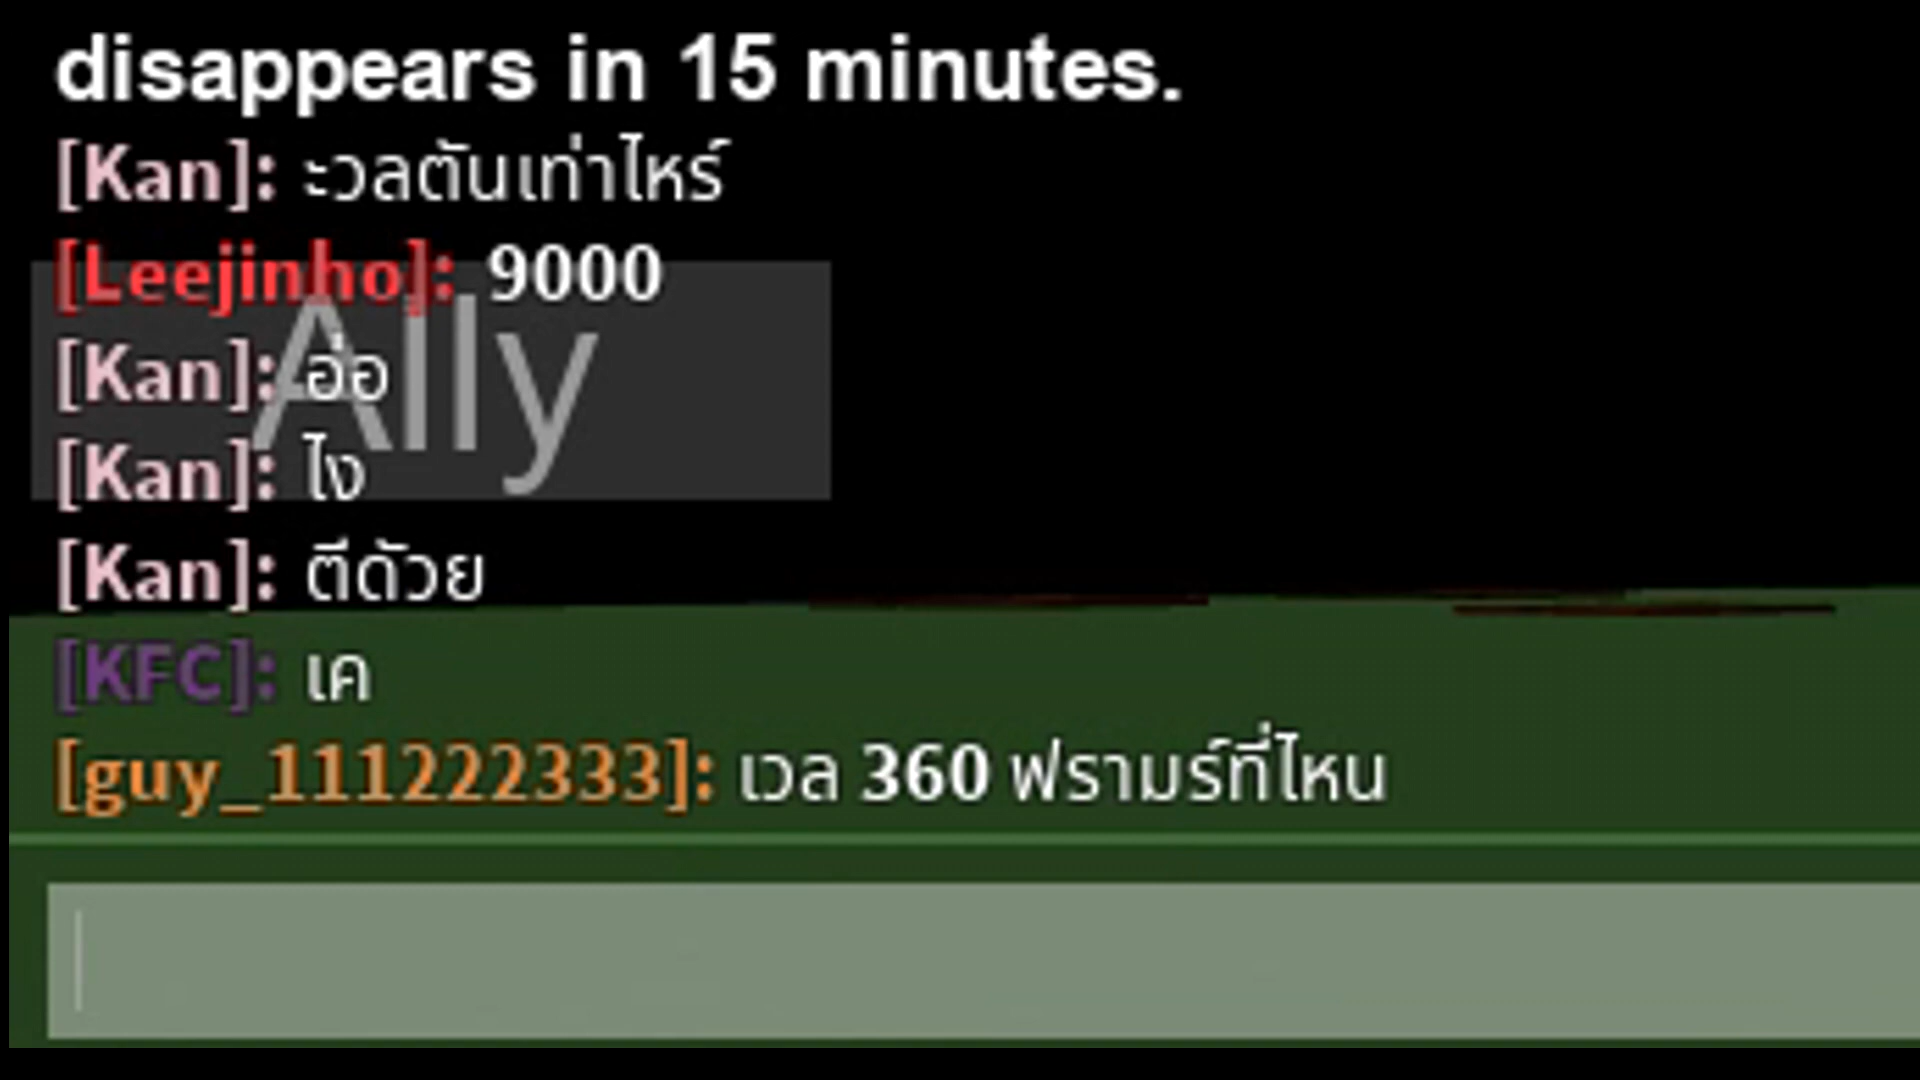 disappears in 15 minutes.
[Kan]: ะวลตันเท่าไหร์
[Leejinho]: 9000
Ally
[Kan]: อ่อ
[Kan]: ไง
[Kan]: ตีด้วย
[KFC]: เค
[guy_111222333]: เวล 360 ฟรามร์ที่ไหน